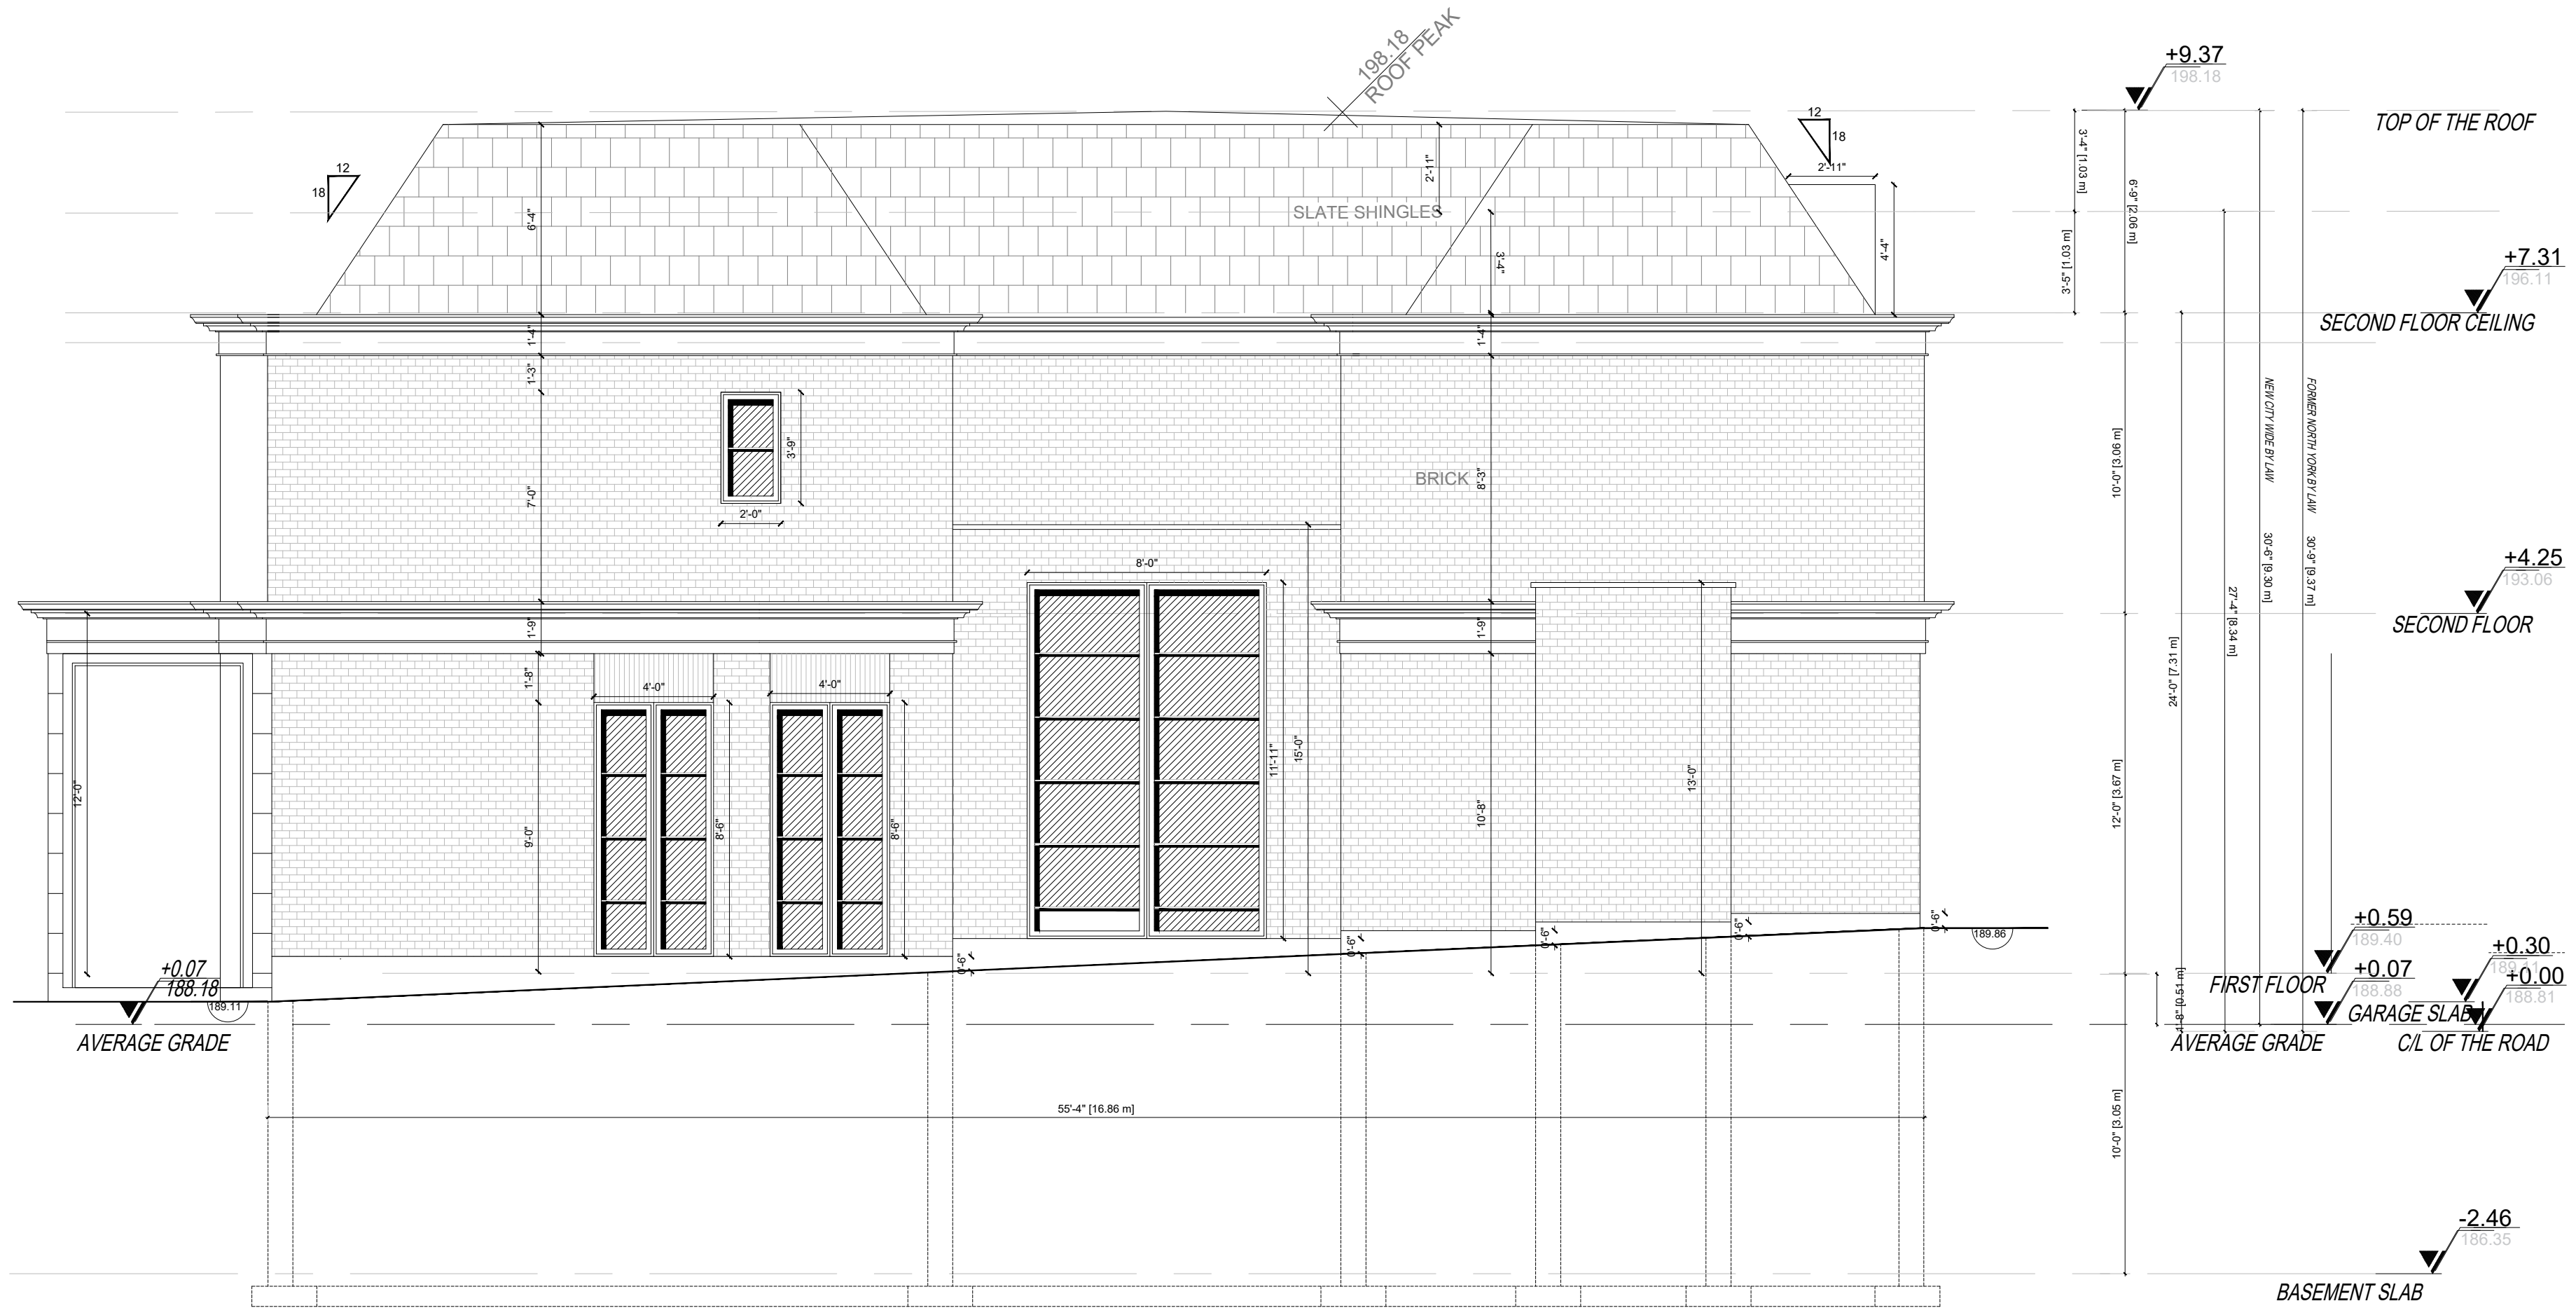 198.18
ROOF PEAK
+9.37
198.18
TOP OF THE ROOF
12
18
12
18
2'-11"
2'-11"
6'-4"
SLATE SHINGLES
3'-4"
4'-4"
3'-4" [1.03 m]
6'-9" [2.06 m]
3'-5" [1.03 m]
+7.31
196.11
SECOND FLOOR CEILING
1'-4"
1'-4"
1'-3"
3'-9"
2'-0"
7'-0"
BRICK
8'-3"
10'-0" [3.06 m]
NEW CITY WIDE BY LAW
30'-6" [9.30 m]
FORMER NORTH YORK BY LAW
30'-9" [9.37 m]
8'-0"
+4.25
193.06
SECOND FLOOR
27'-4" [8.34 m]
24'-0" [7.31 m]
1'-9"
1'-9"
1'-8"
4'-0"
4'-0"
12'-0"
9'-0"
8'-6"
8'-6"
11'-11"
15'-0"
10'-8"
13'-0"
12'-0" [3.67 m]
0'-6"
0'-6"
0'-6"
0'-6"
0'-6"
189.86
+0.59
189.40
FIRST FLOOR
+0.30
189.11
GARAGE SLAB
+0.07
188.88
+0.00
188.81
1'-8" [0.51 m]
+0.07
188.18
189.11
AVERAGE GRADE
AVERAGE GRADE
C/L OF THE ROAD
55'-4" [16.86 m]
10'-0" [3.05 m]
-2.46
186.35
BASEMENT SLAB